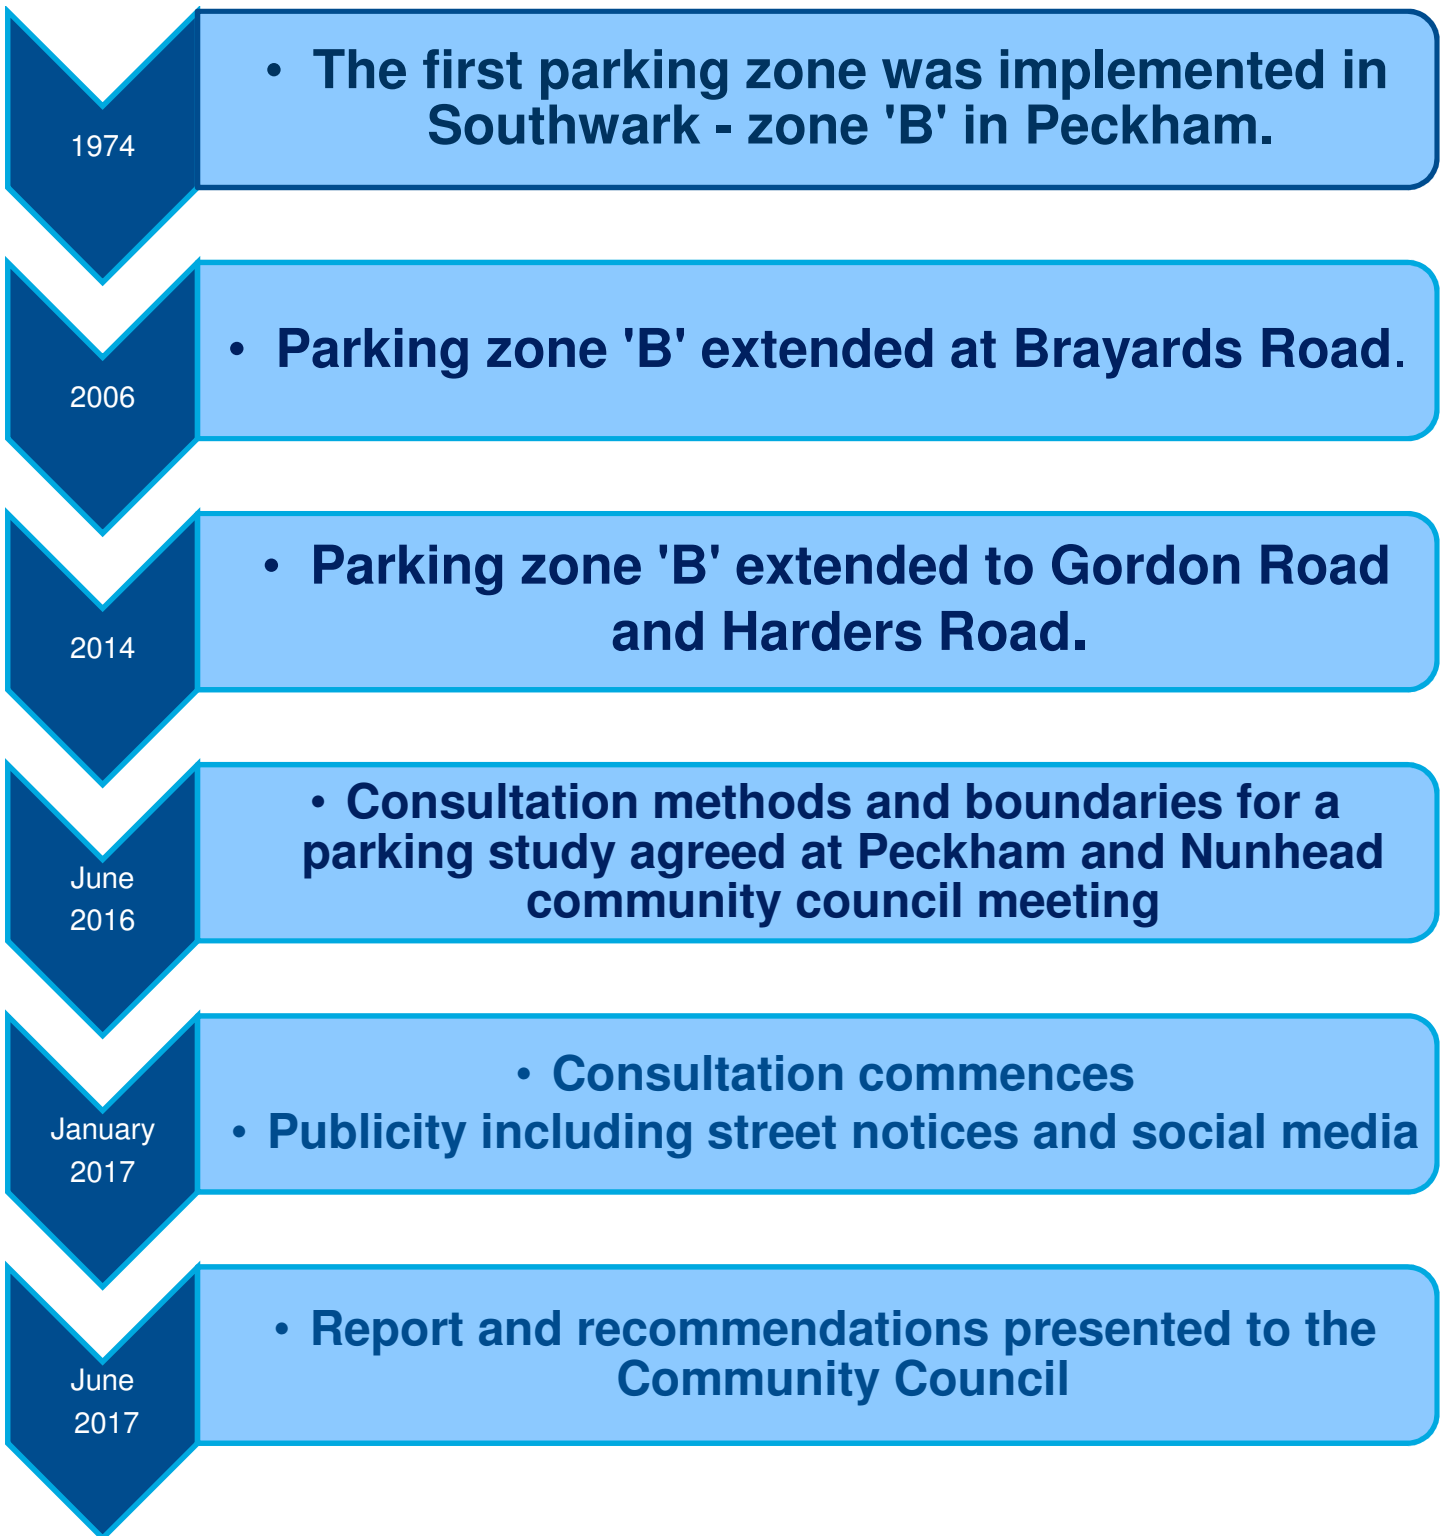 1974
• The first parking zone was implemented in
Southwark - zone 'B' in Peckham.
2006
• Parking zone 'B' extended at Brayards Road.
2014
• Parking zone 'B' extended to Gordon Road
and Harders Road.
June
2016
• Consultation methods and boundaries for a
parking study agreed at Peckham and Nunhead
community council meeting
January
2017
• Consultation commences
• Publicity including street notices and social media
June
2017
• Report and recommendations presented to the
Community Council